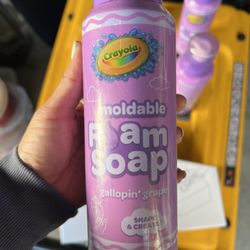 Crayola
moldable
Foam
Soap
gallopin' grape
SHAPE
& CREATE